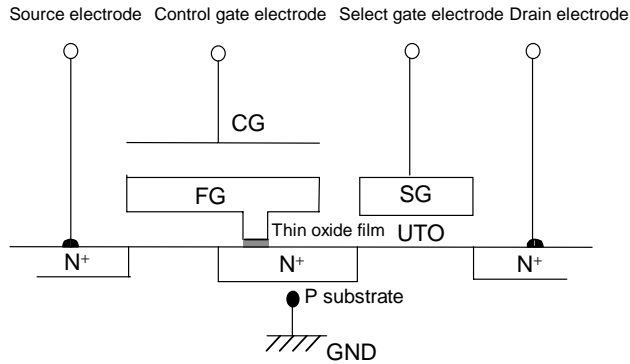 Source electrode
Control gate electrode
Select gate electrode
Drain electrode
CG
FG
SG
Thin oxide film
UTO
N+
N+
N+
P substrate
GND